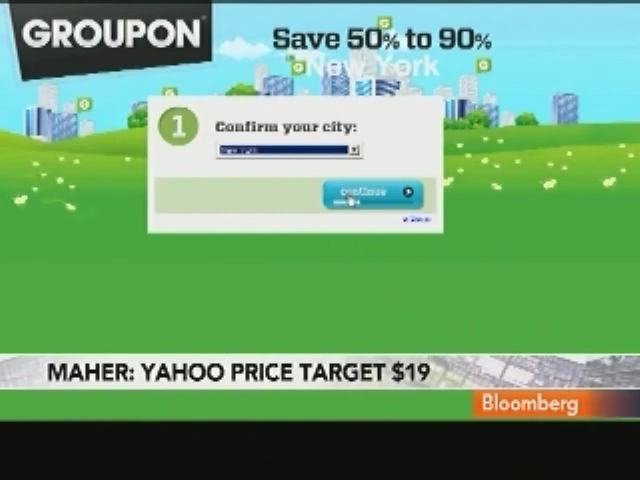 GROUPON
Save 50% to 90%
New York
1
Confirm your city:
New York
continue
MAHER: YAHOO PRICE TARGET $19
Bloomberg